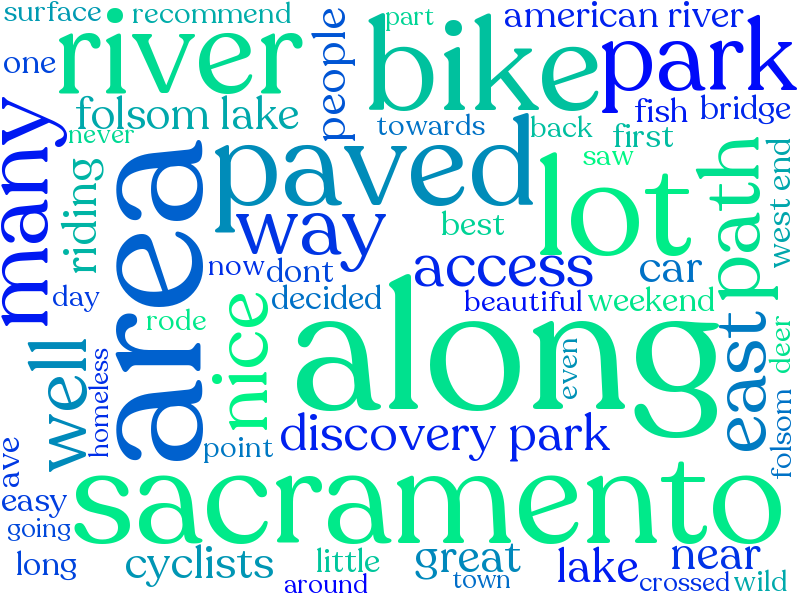 surface
recommend
part
american river
one
river
people
bike
park
folsom lake
towards
back
first
fish
bridge
never
many
riding
area
paved
saw
lot
path
west end
way
best
now
dont
access
car
day
decided
beautiful
weekend
rode
nice
along
even
east
deer
well
homeless
point
discovery park
folsom
ave
easy
sacramento
going
long
cyclists
little
great
lake
near
around
town
crossed
wild